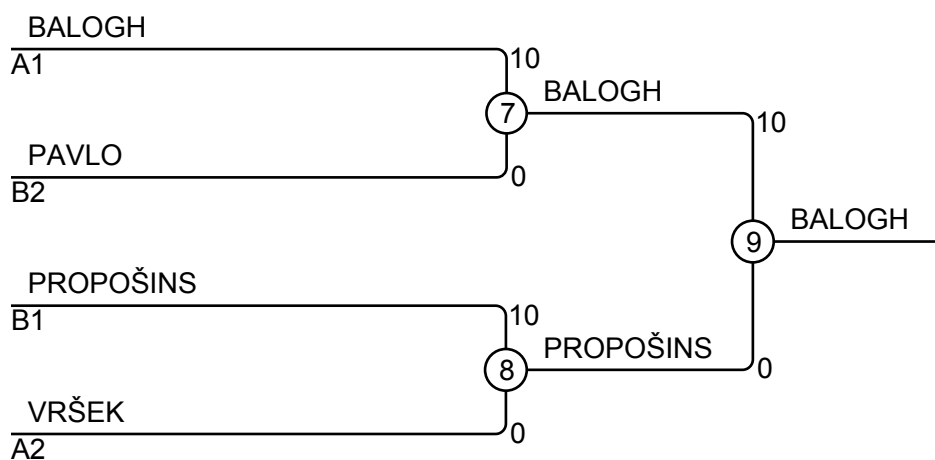 BALOGH
A1
10
7
BALOGH
10
PAVLO
B2
0
9
BALOGH
PROPOŠINS
B1
10
8
PROPOŠINS
0
VRŠEK
A2
0